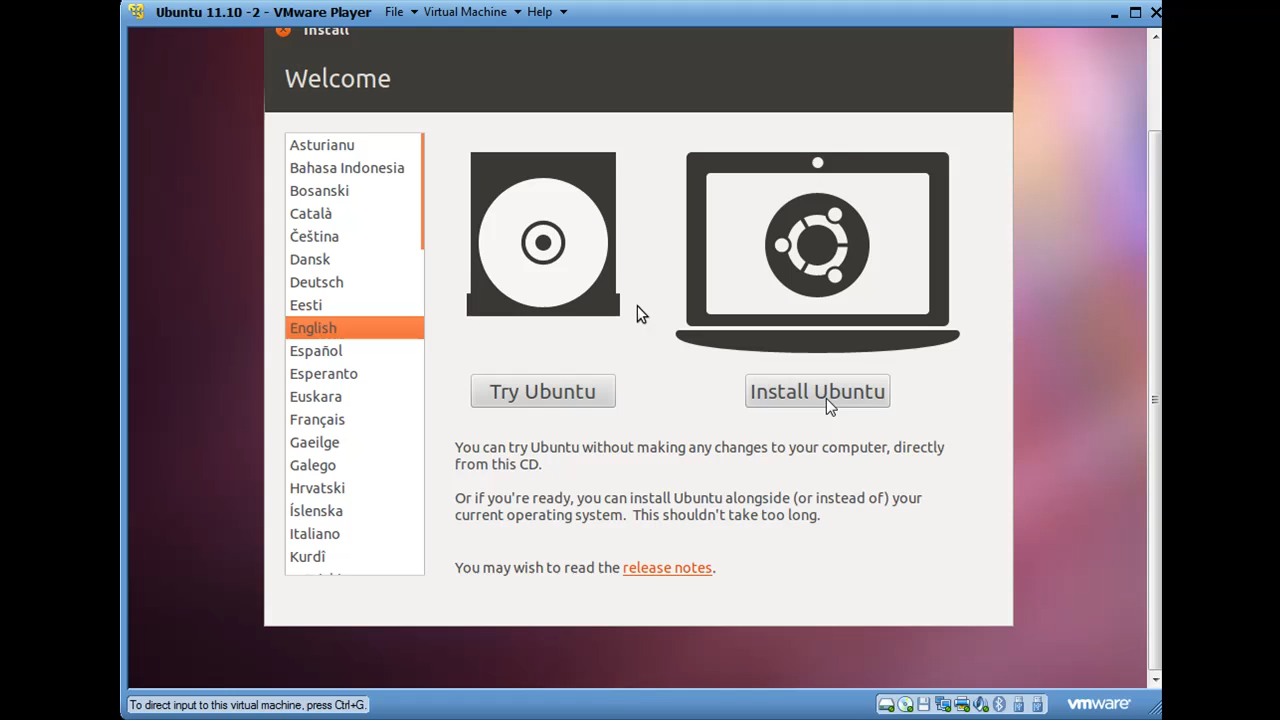 Ubuntu 11.10 -2 - VMware Player File Virtual Machine Help
Install
Welcome
Asturianu
Bahasa Indonesia
Bosanski
Català
Čeština
Dansk
Deutsch
Eesti
English
Español
Esperanto
Euskara
Français
Gaeilge
Galego
Hrvatski
Íslenska
Italiano
Kurdî
Try Ubuntu
Install Ubuntu
You can try Ubuntu without making any changes to your computer, directly
from this CD.
Or if you're ready, you can install Ubuntu alongside (or instead of) your
current operating system. This shouldn't take too long.
You may wish to read the release notes.
To direct input to this virtual machine, press Ctrl+G.
vmware